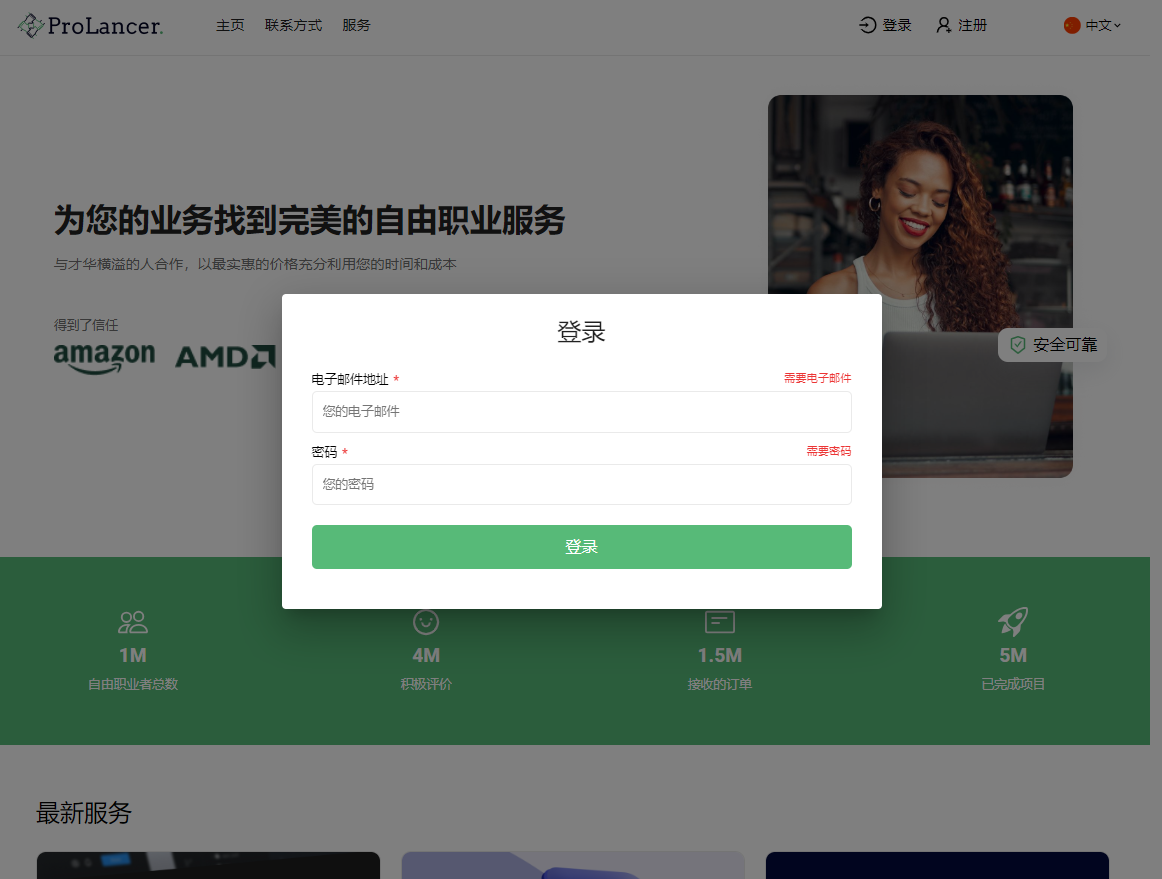 ProLancer.
主页 联系方式 服务 登录 注册 中文
为您的业务找到完美的自由职业服务
与才华横溢的人合作，以最实惠的价格充分利用您的时间和成本
得到了信任
amazon AMD
安全可靠
登录
电子邮件地址 * 需要电子邮件
您的电子邮件
密码 * 需要密码
您的密码
登录
1M 4M 1.5M 5M
自由职业者总数 积极评价 接收的订单 已完成项目
最新服务